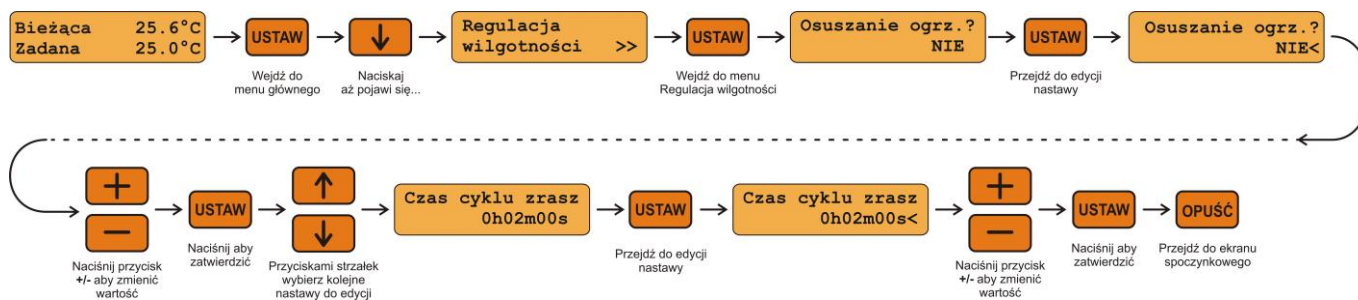 Bieżąca 25.6°C
Zadana 25.0°C
USTAW
Wejdź do
menu głównego
Naciskaj
aż pojawi się...
Regulacja
wilgotności >>
USTAW
Wejdź do menu
Regulacja wilgotności
Osuszanie ogrz.?
NIE
USTAW
Przejdź do edycji
nastawy
Osuszanie ogrz.?
NIE<
Naciśnij przycisk
+/- aby zmienić
wartość
USTAW
Naciśnij aby
zatwierdzić
Przyciskami strzałek
wybierz kolejne
nastawy do edycji
Czas cyklu zrasz
0h02m00s
USTAW
Przejdź do edycji
nastawy
Czas cyklu zrasz
0h02m00s<
Naciśnij przycisk
+/- aby zmienić
wartość
USTAW
Naciśnij aby
zatwierdzić
OPUŚĆ
Przejdź do ekranu
spoczynkowego